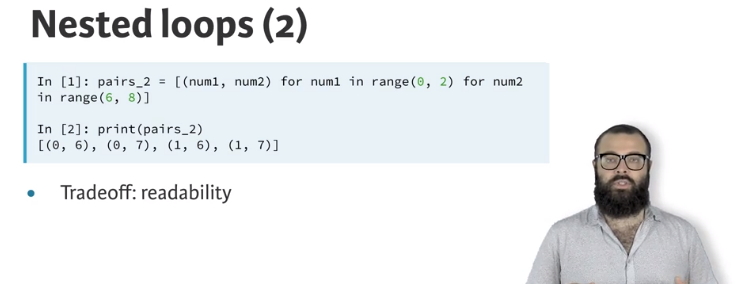 Nested loops (2)
In [1]: pairs_2 = [(num1, num2) for num1 in range(0, 2) for num2
in range(6, 8)]
In [2]: print(pairs_2)
[(0, 6), (0, 7), (1, 6), (1, 7)]
• Tradeoff: readability